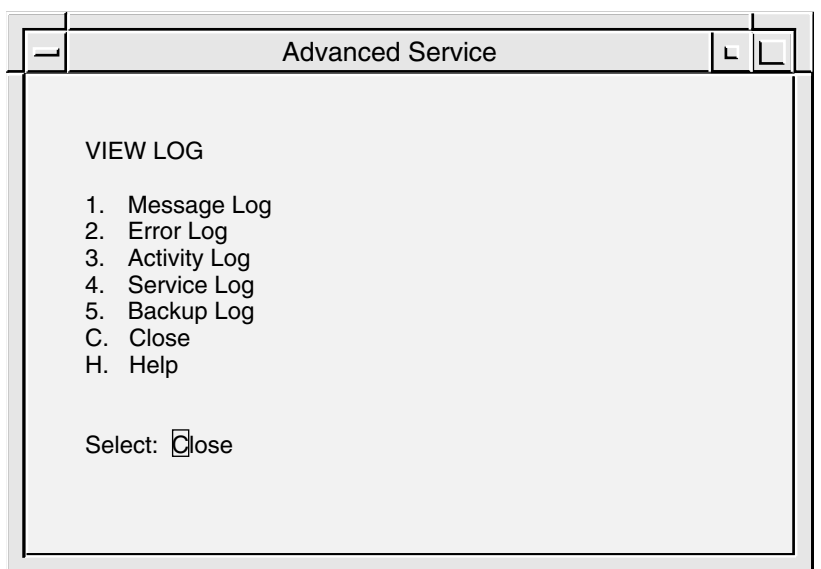 Advanced Service
VIEW LOG
1. Message Log
2. Error Log
3. Activity Log
4. Service Log
5. Backup Log
C. Close
H. Help
Select: Close